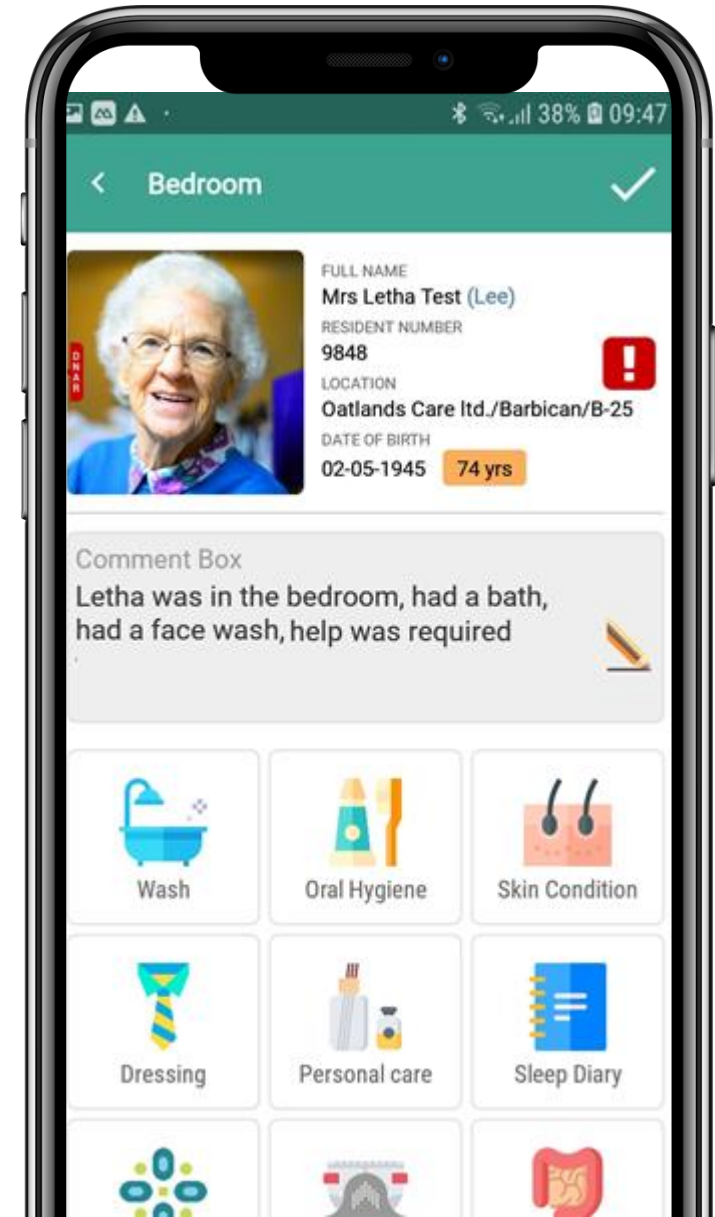 38% 09:47
Bedroom
DNAR
FULL NAME
Mrs Letha Test (Lee)
RESIDENT NUMBER
9848
LOCATION
Oatlands Care ltd./Barbican/B-25
DATE OF BIRTH
02-05-1945 74 yrs
Comment Box
Letha was in the bedroom, had a bath,
had a face wash, help was required
Wash Oral Hygiene Skin Condition
Dressing Personal care Sleep Diary